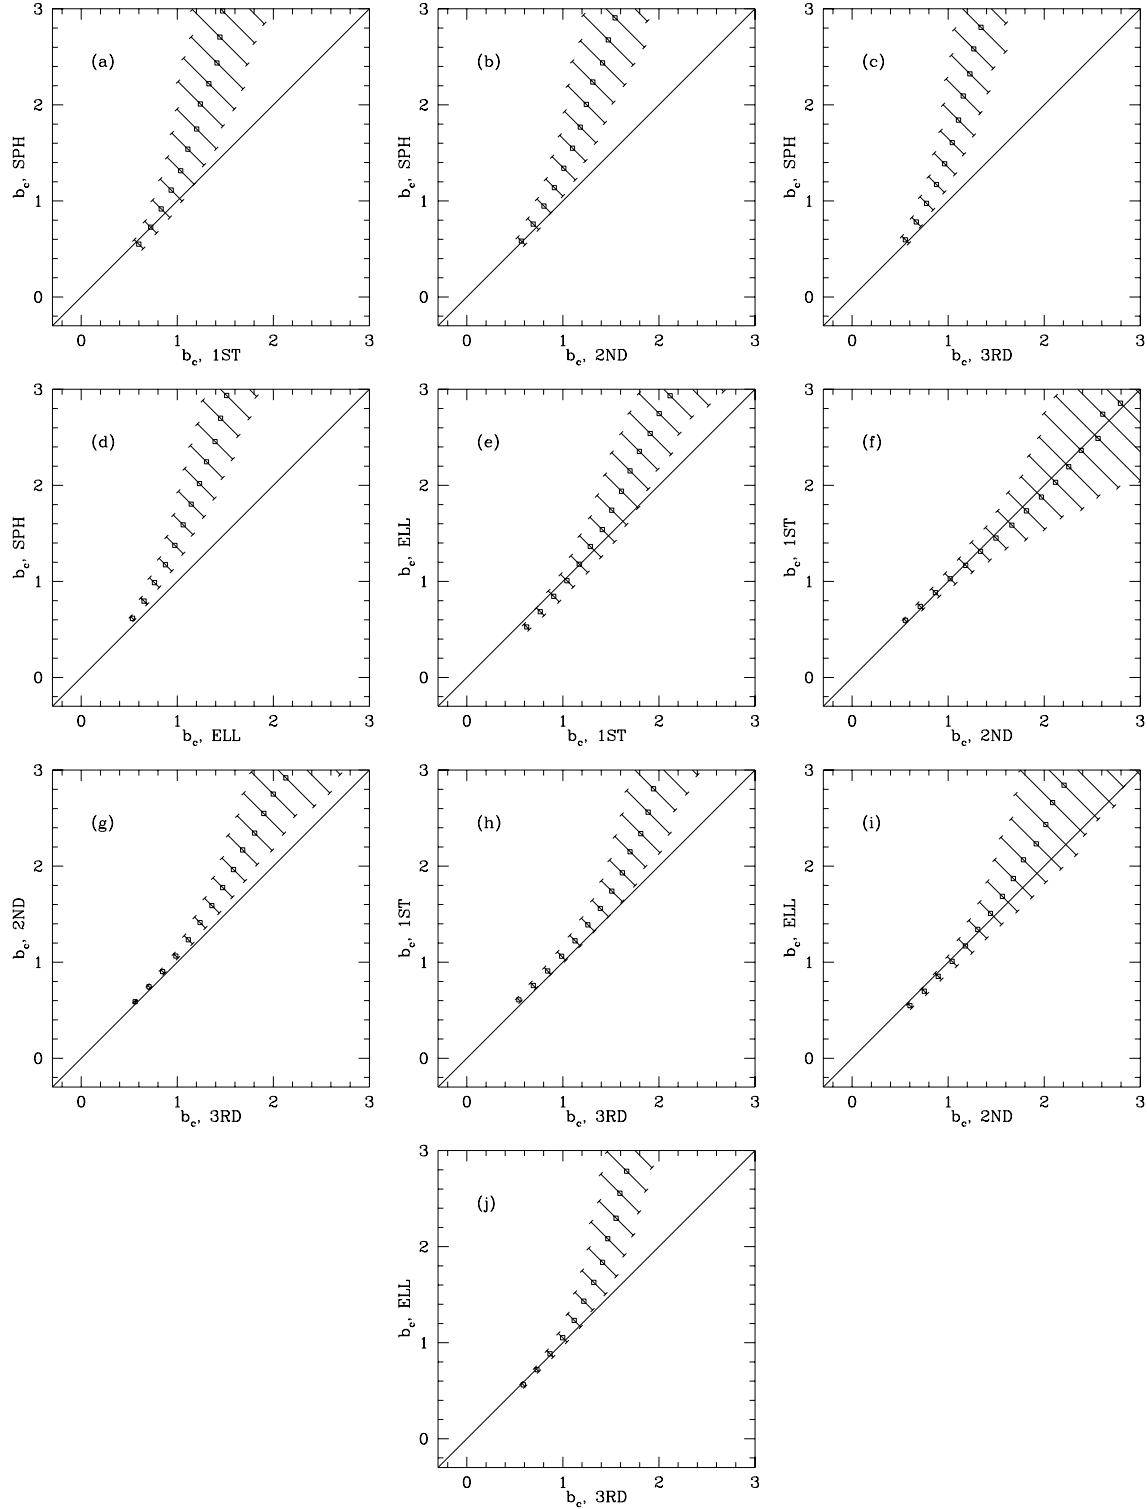 3
3
3
(a)
(b)
(c)
2
2
2
b_c, SPH
b_c, SPH
b_c, SPH
1
1
1
0
0
0
0 1 2 3
0 1 2 3
0 1 2 3
b_c, 1ST
b_c, 2ND
b_c, 3RD
3
3
3
(d)
(e)
(f)
2
2
2
b_c, SPH
b_c, ELL
b_c, 1ST
1
1
1
0
0
0
0 1 2 3
0 1 2 3
0 1 2 3
b_c, ELL
b_c, 1ST
b_c, 2ND
3
3
3
(g)
(h)
(i)
2
2
2
b_c, 2ND
b_c, 1ST
b_c, ELL
1
1
1
0
0
0
0 1 2 3
0 1 2 3
0 1 2 3
b_c, 3RD
b_c, 3RD
b_c, 2ND
3
(j)
2
b_c, ELL
1
0
0 1 2 3
b_c, 3RD